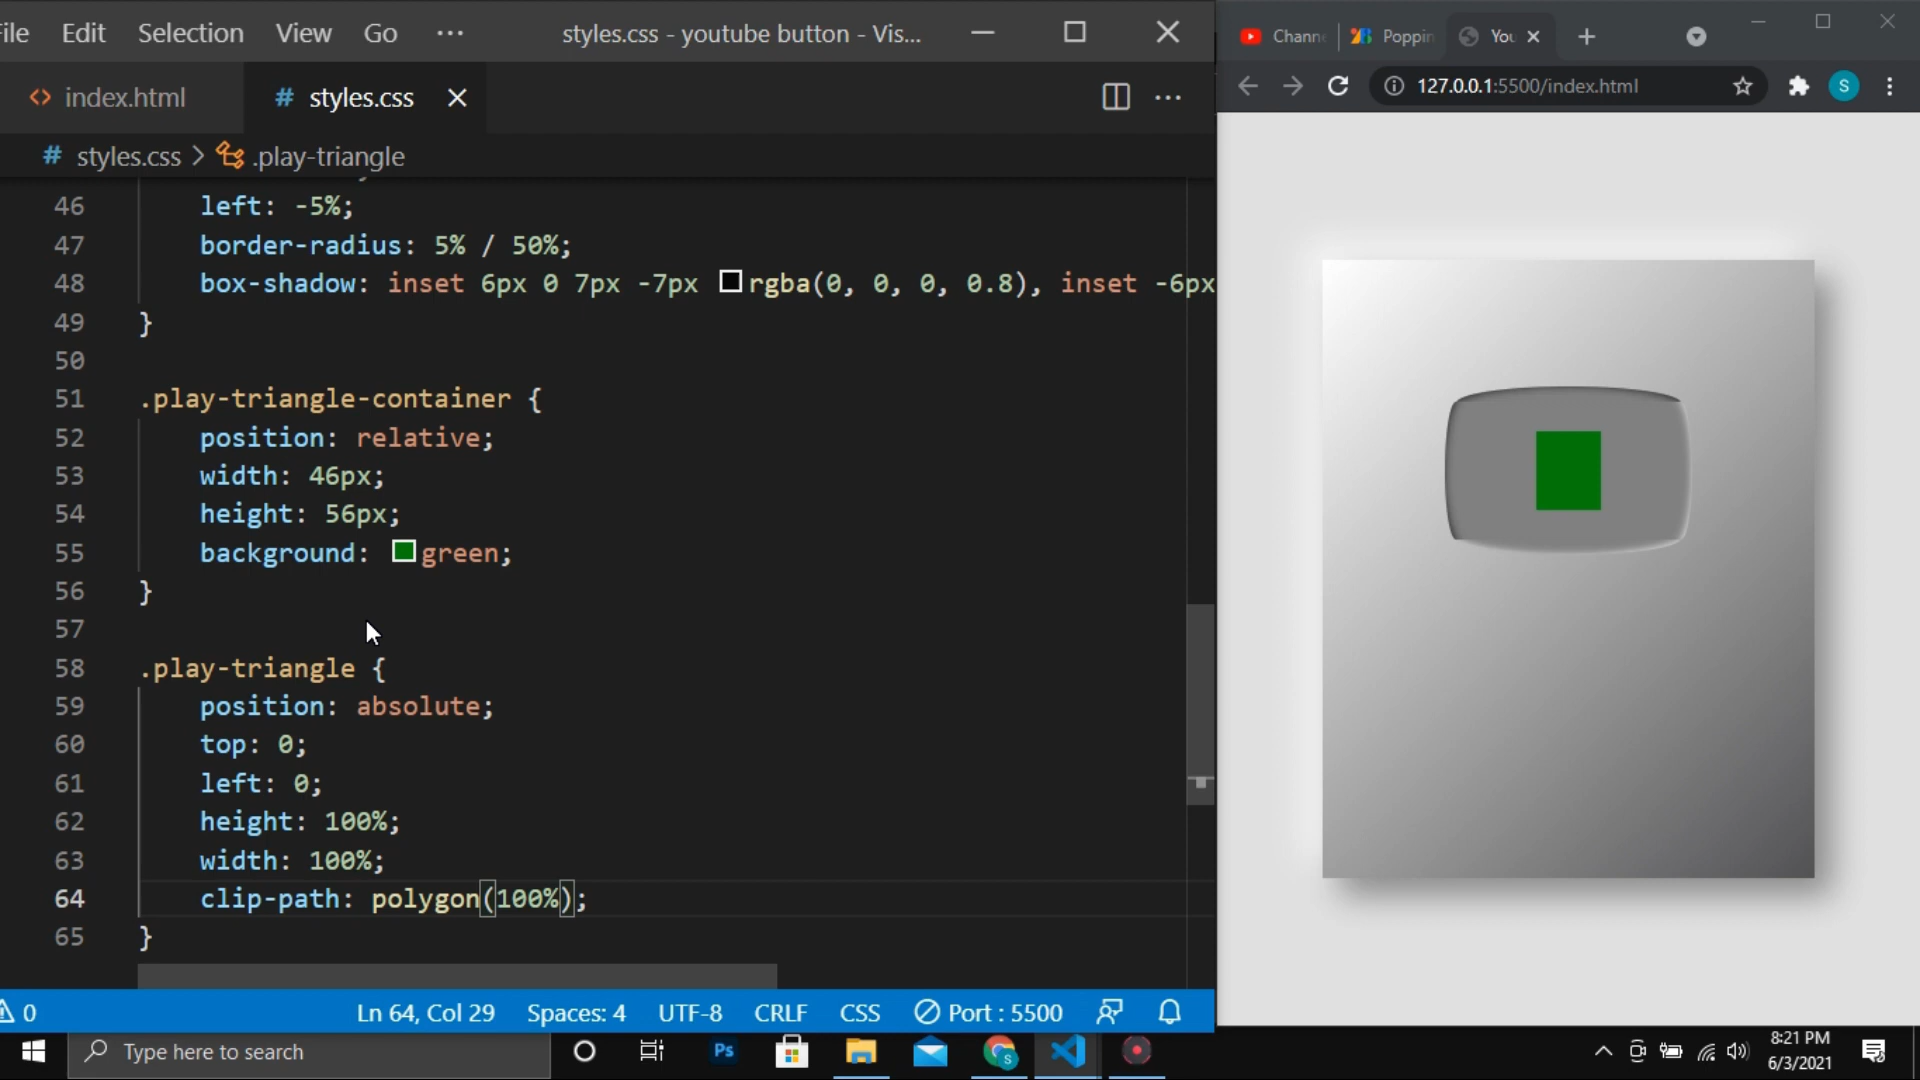 File Edit Selection View Go ··· styles.css - youtube button - Vis...
index.html styles.css
styles.css > .play-triangle
46 left: -5%;
47 border-radius: 5% / 50%;
48 box-shadow: inset 6px 0 7px -7px rgba(0, 0, 0, 0.8), inset -6px
49 }
50
51 .play-triangle-container {
52 position: relative;
53 width: 46px;
54 height: 56px;
55 background: green;
56 }
57
58 .play-triangle {
59 position: absolute;
60 top: 0;
61 left: 0;
62 height: 100%;
63 width: 100%;
64 clip-path: polygon(100%);
65 }
0 Ln 64, Col 29 Spaces: 4 UTF-8 CRLF CSS Port : 5500
Chann Poppin You
127.0.0.1:5500/index.html S
Type here to search Ps
8:21 PM
6/3/2021